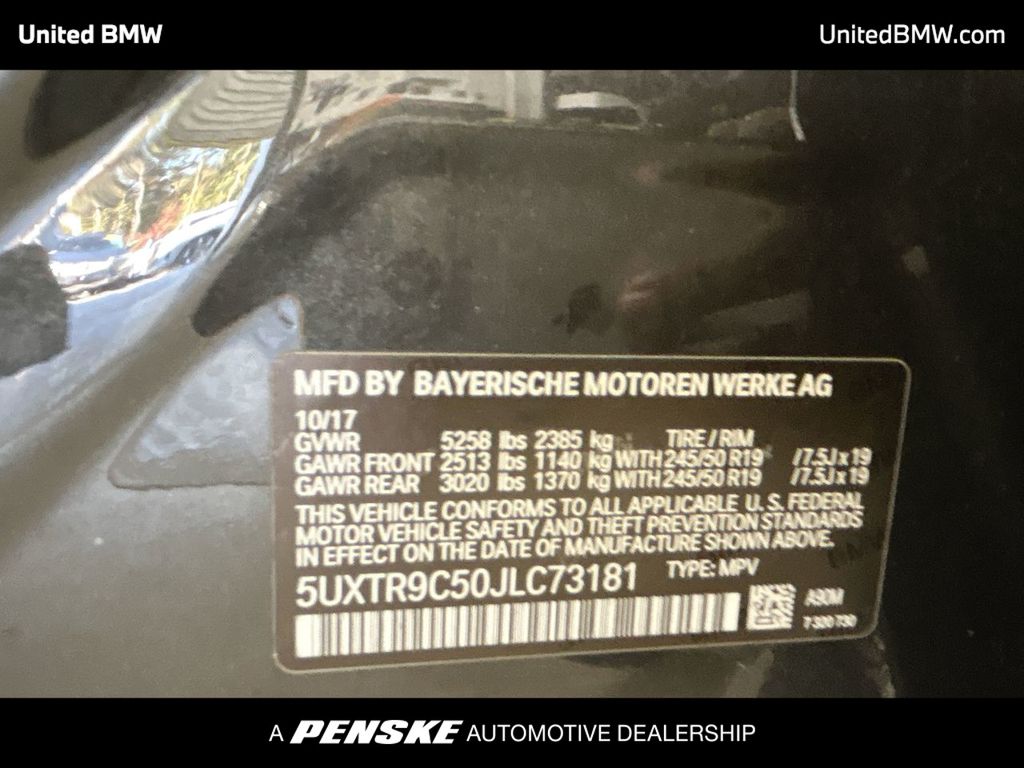 United BMW
UnitedBMW.com
MFD BY BAYERISCHE MOTOREN WERKE AG
10/17
GVWR 5258 lbs 2385 kg TIRE / RIM
GAWR FRONT 2513 lbs 1140 kg WITH 245/50 R19 /7.5J x 19
GAWR REAR 3020 lbs 1370 kg WITH 245/50 R19 /7.5J x 19
THIS VEHICLE CONFORMS TO ALL APPLICABLE U.S. FEDERAL
MOTOR VEHICLE SAFETY AND THEFT PREVENTION STANDARDS
IN EFFECT ON THE DATE OF MANUFACTURE SHOWN ABOVE.
5UXTR9C50JLC73181 TYPE: MPV
A90M
A PENSKE AUTOMOTIVE DEALERSHIP